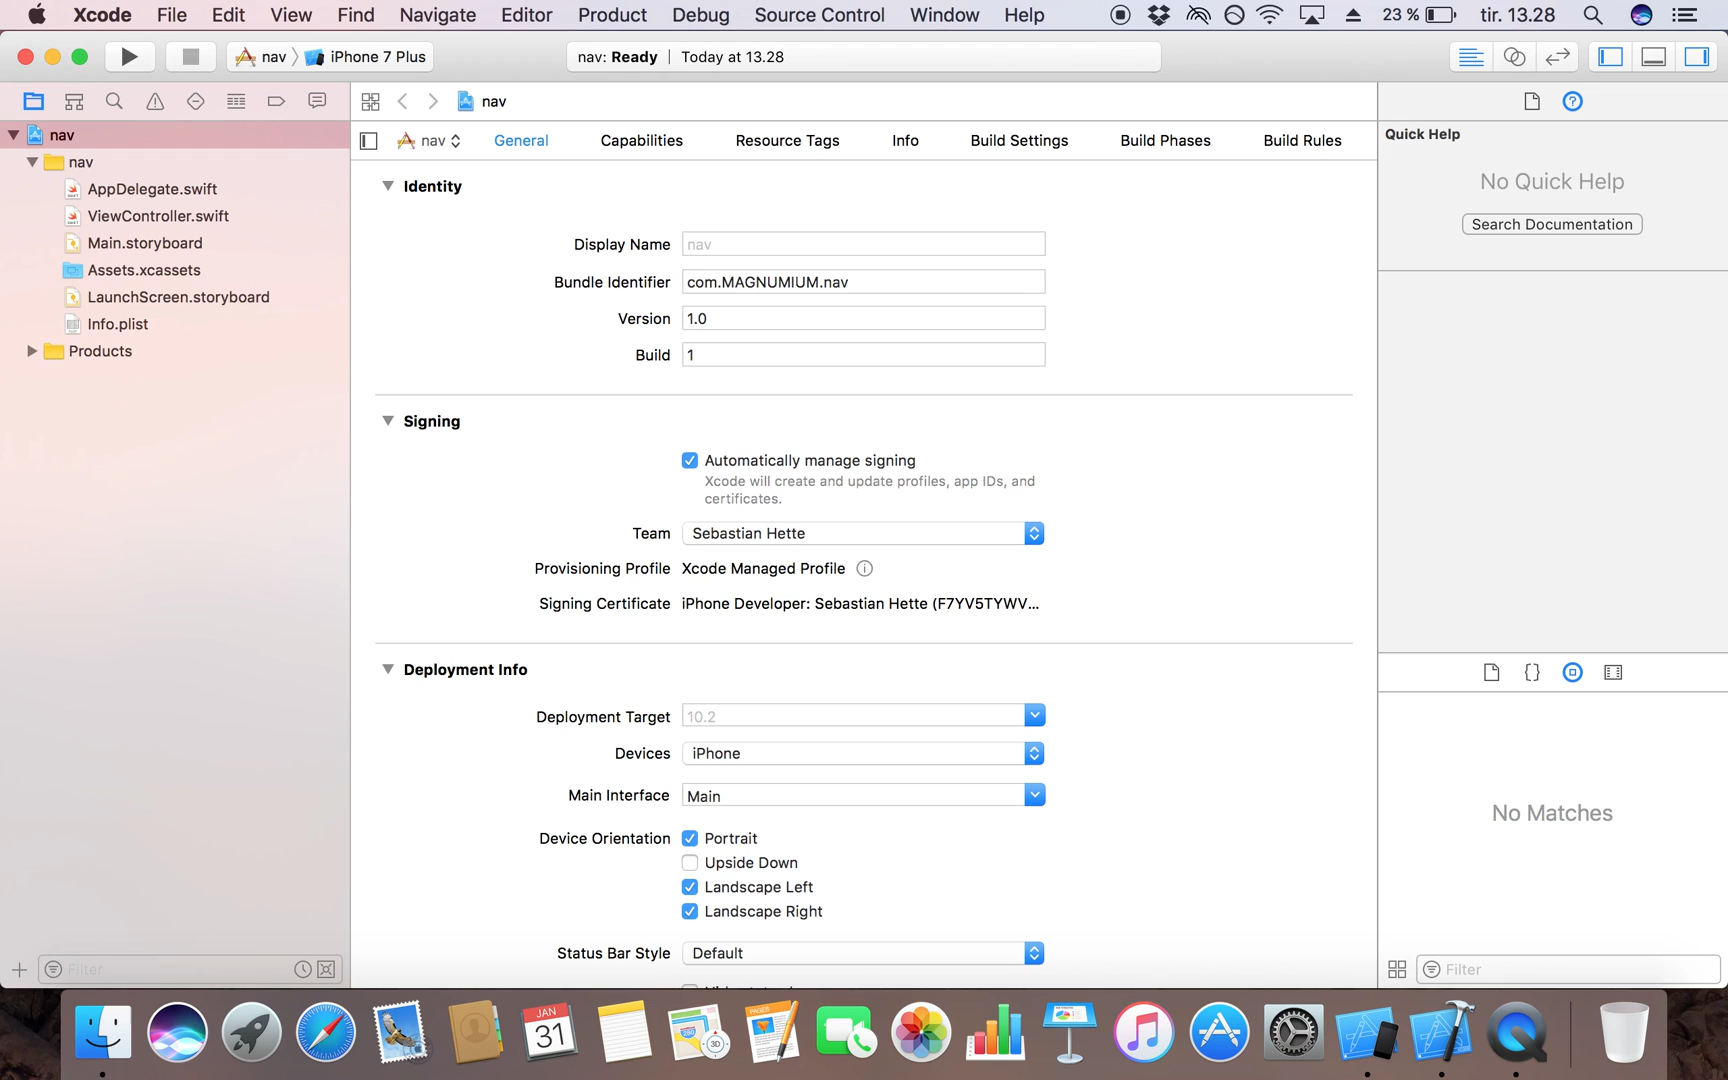 Xcode File Edit View Find Navigate Editor Product Debug Source Control Window Help 23 % tir. 13.28
nav iPhone 7 Plus nav: Ready Today at 13.28
nav
nav General Capabilities Resource Tags Info Build Settings Build Phases Build Rules
nav
nav
AppDelegate.swift
ViewController.swift
Main.storyboard
Assets.xcassets
LaunchScreen.storyboard
Info.plist
Products
Filter
Identity
Display Name nav
Bundle Identifier com.MAGNUMIUM.nav
Version 1.0
Build 1
Signing
Automatically manage signing
Xcode will create and update profiles, app IDs, and
certificates.
Team Sebastian Hette
Provisioning Profile Xcode Managed Profile
Signing Certificate iPhone Developer: Sebastian Hette (F7YV5TYWV...
Deployment Info
Deployment Target 10.2
Devices iPhone
Main Interface Main
Device Orientation Portrait
Upside Down
Landscape Left
Landscape Right
Status Bar Style Default
Quick Help
No Quick Help
Search Documentation
No Matches
Filter
JAN
31
280
3D
PAGES